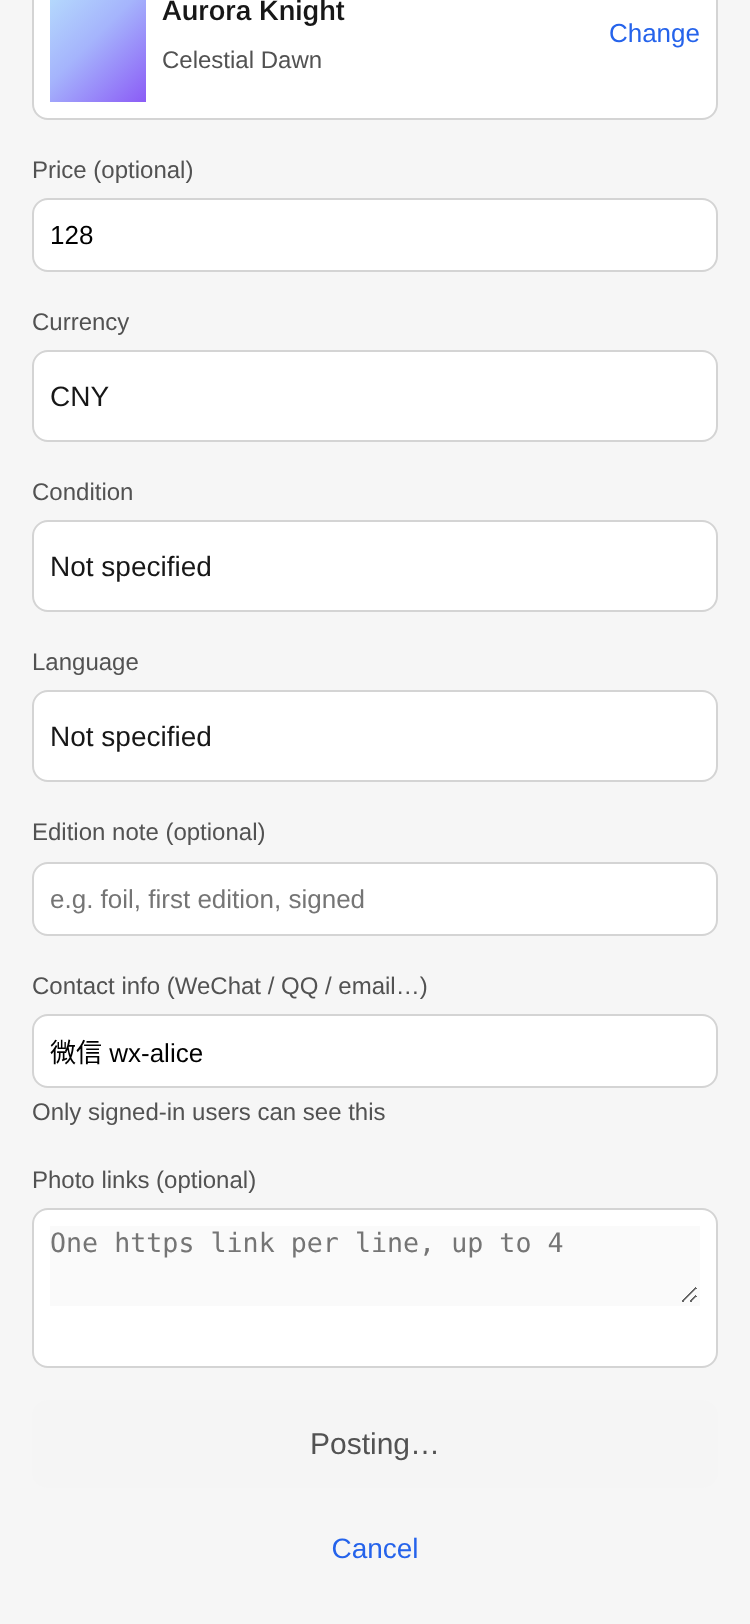 Aurora Knight
Celestial Dawn
Change
Price (optional)
128
Currency
CNY
Condition
Not specified
Language
Not specified
Edition note (optional)
e.g. foil, first edition, signed
Contact info (WeChat / QQ / email…)
微信 wx-alice
Only signed-in users can see this
Photo links (optional)
One https link per line, up to 4
Posting…
Cancel